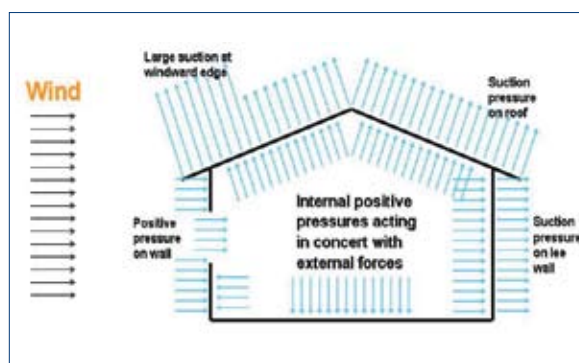 Large suction at
windward edge
Wind
Suction
pressure
on roof
Positive
pressure
on wall
Internal positive
pressures acting
in concert with
external forces
Suction
pressure
on lee
wall